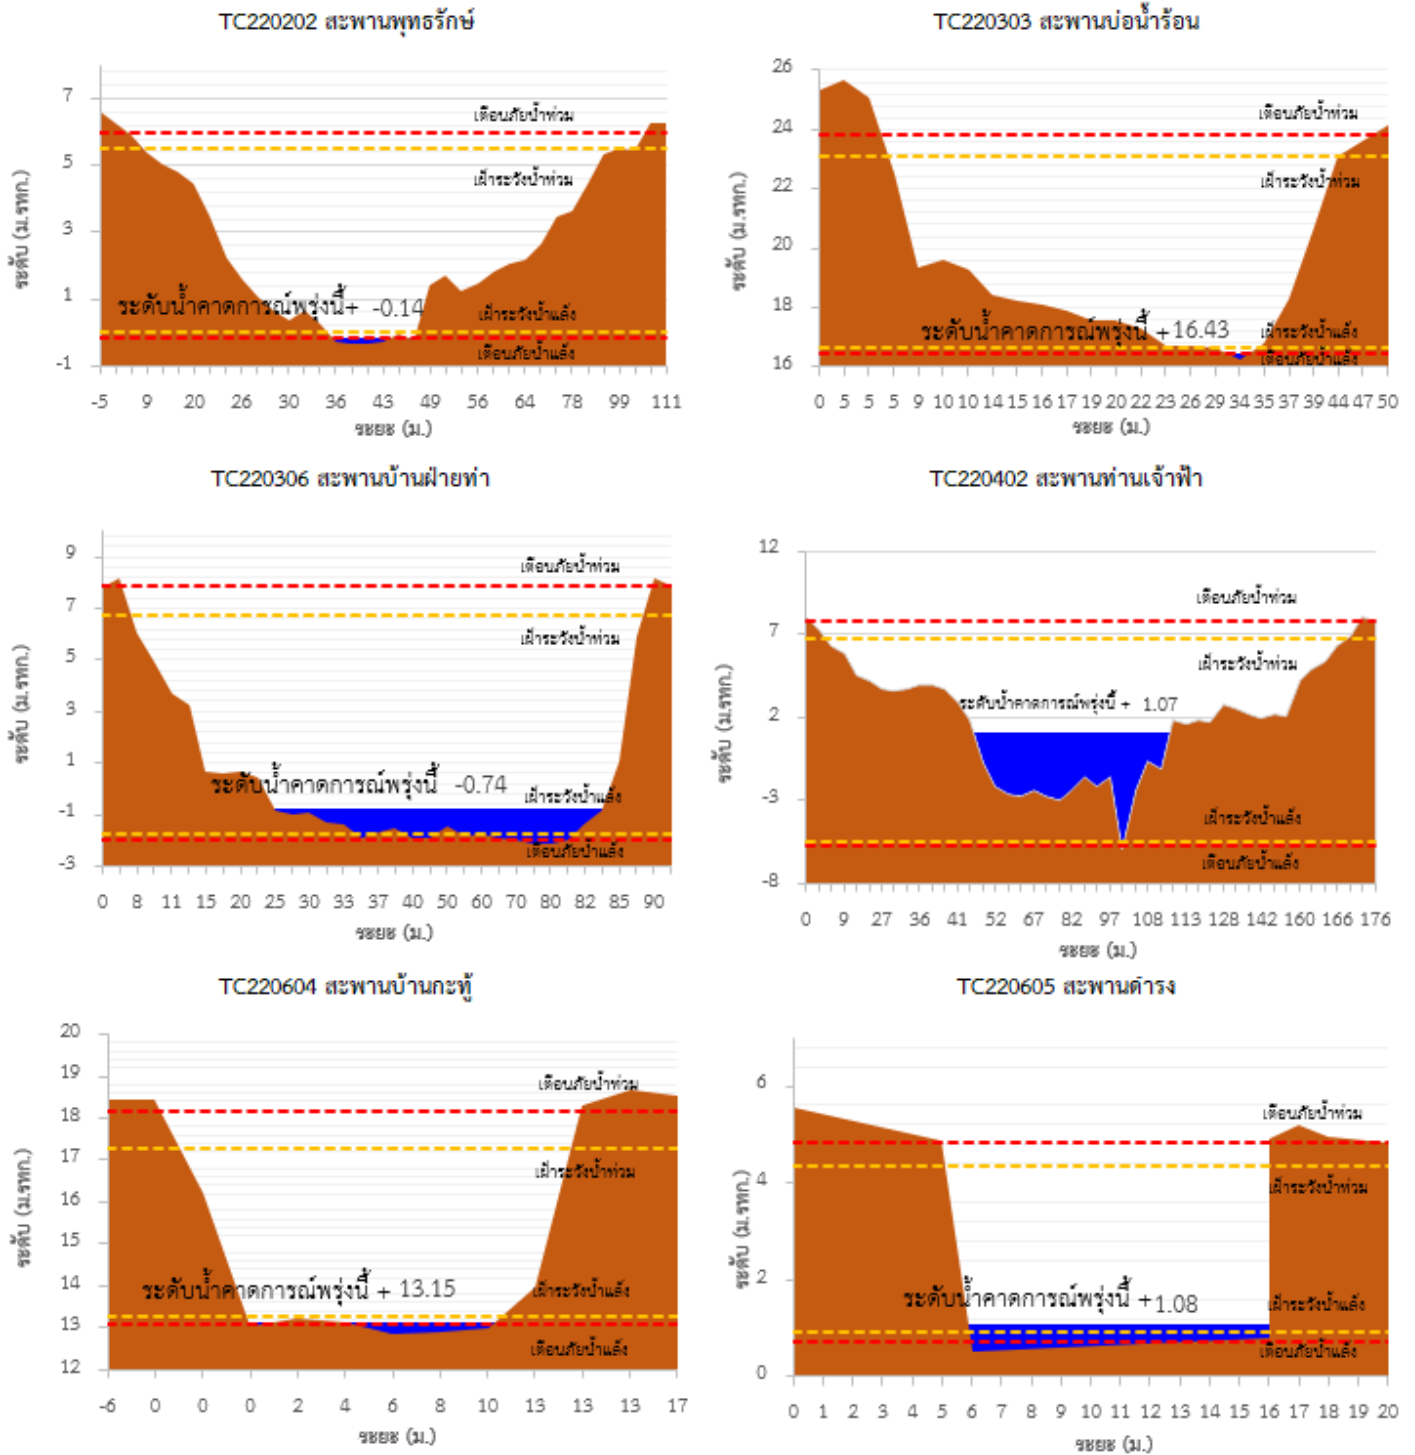 TC220202 สะพานพุทธรักษ์
ระดับ (ม.รทก.)
7
5
3
1
-1
เตือนภัยน้ำท่วม
เฝ้าระวังน้ำท่วม
ระดับน้ำคาดการณ์พรุ่งนี้+ -0.14
เฝ้าระวังน้ำแล้ง
เตือนภัยน้ำแล้ง
-5 9 20 26 30 36 43 49 56 64 78 99 111
ระยะ (ม.)
TC220303 สะพานบ่อน้ำร้อน
ระดับ (ม.รทก.)
26
24
22
20
18
16
เตือนภัยน้ำท่วม
เฝ้าระวังน้ำท่วม
ระดับน้ำคาดการณ์พรุ่งนี้ +16.43
เฝ้าระวังน้ำแล้ง
เตือนภัยน้ำแล้ง
0 5 5 5 9 10 10 14 15 16 17 19 20 22 23 26 29 34 35 37 39 44 47 50
ระยะ (ม.)
TC220306 สะพานบ้านฝ่ายท่า
ระดับ (ม.รทก.)
9
7
5
3
1
-1
-3
เตือนภัยน้ำท่วม
เฝ้าระวังน้ำท่วม
ระดับน้ำคาดการณ์พรุ่งนี้ -0.74
เฝ้าระวังน้ำแล้ง
เตือนภัยน้ำแล้ง
0 8 11 15 20 25 30 33 37 40 50 60 70 80 82 85 90
ระยะ (ม.)
TC220402 สะพานท่านเจ้าฟ้า
ระดับ (ม.รทก.)
12
7
2
-3
-8
เตือนภัยน้ำท่วม
เฝ้าระวังน้ำท่วม
ระดับน้ำคาดการณ์พรุ่งนี้ + 1.07
เฝ้าระวังน้ำแล้ง
เตือนภัยน้ำแล้ง
0 9 27 36 41 52 67 82 97 108 113 128 142 160 166 176
ระยะ (ม.)
TC220604 สะพานบ้านกะทู้
ระดับ (ม.รทก.)
20
19
18
17
16
15
14
13
12
เตือนภัยน้ำท่วม
เฝ้าระวังน้ำท่วม
ระดับน้ำคาดการณ์พรุ่งนี้ + 13.15
เฝ้าระวังน้ำแล้ง
เตือนภัยน้ำแล้ง
-6 0 0 0 2 4 6 8 10 13 13 13 17
ระยะ (ม.)
TC220605 สะพานดำรง
ระดับ (ม.รทก.)
6
4
2
0
เตือนภัยน้ำท่วม
เฝ้าระวังน้ำท่วม
ระดับน้ำคาดการณ์พรุ่งนี้ +1.08
เฝ้าระวังน้ำแล้ง
เตือนภัยน้ำแล้ง
0 1 2 3 4 5 6 7 8 9 10 11 12 13 14 15 16 17 18 19 20
ระยะ (ม.)